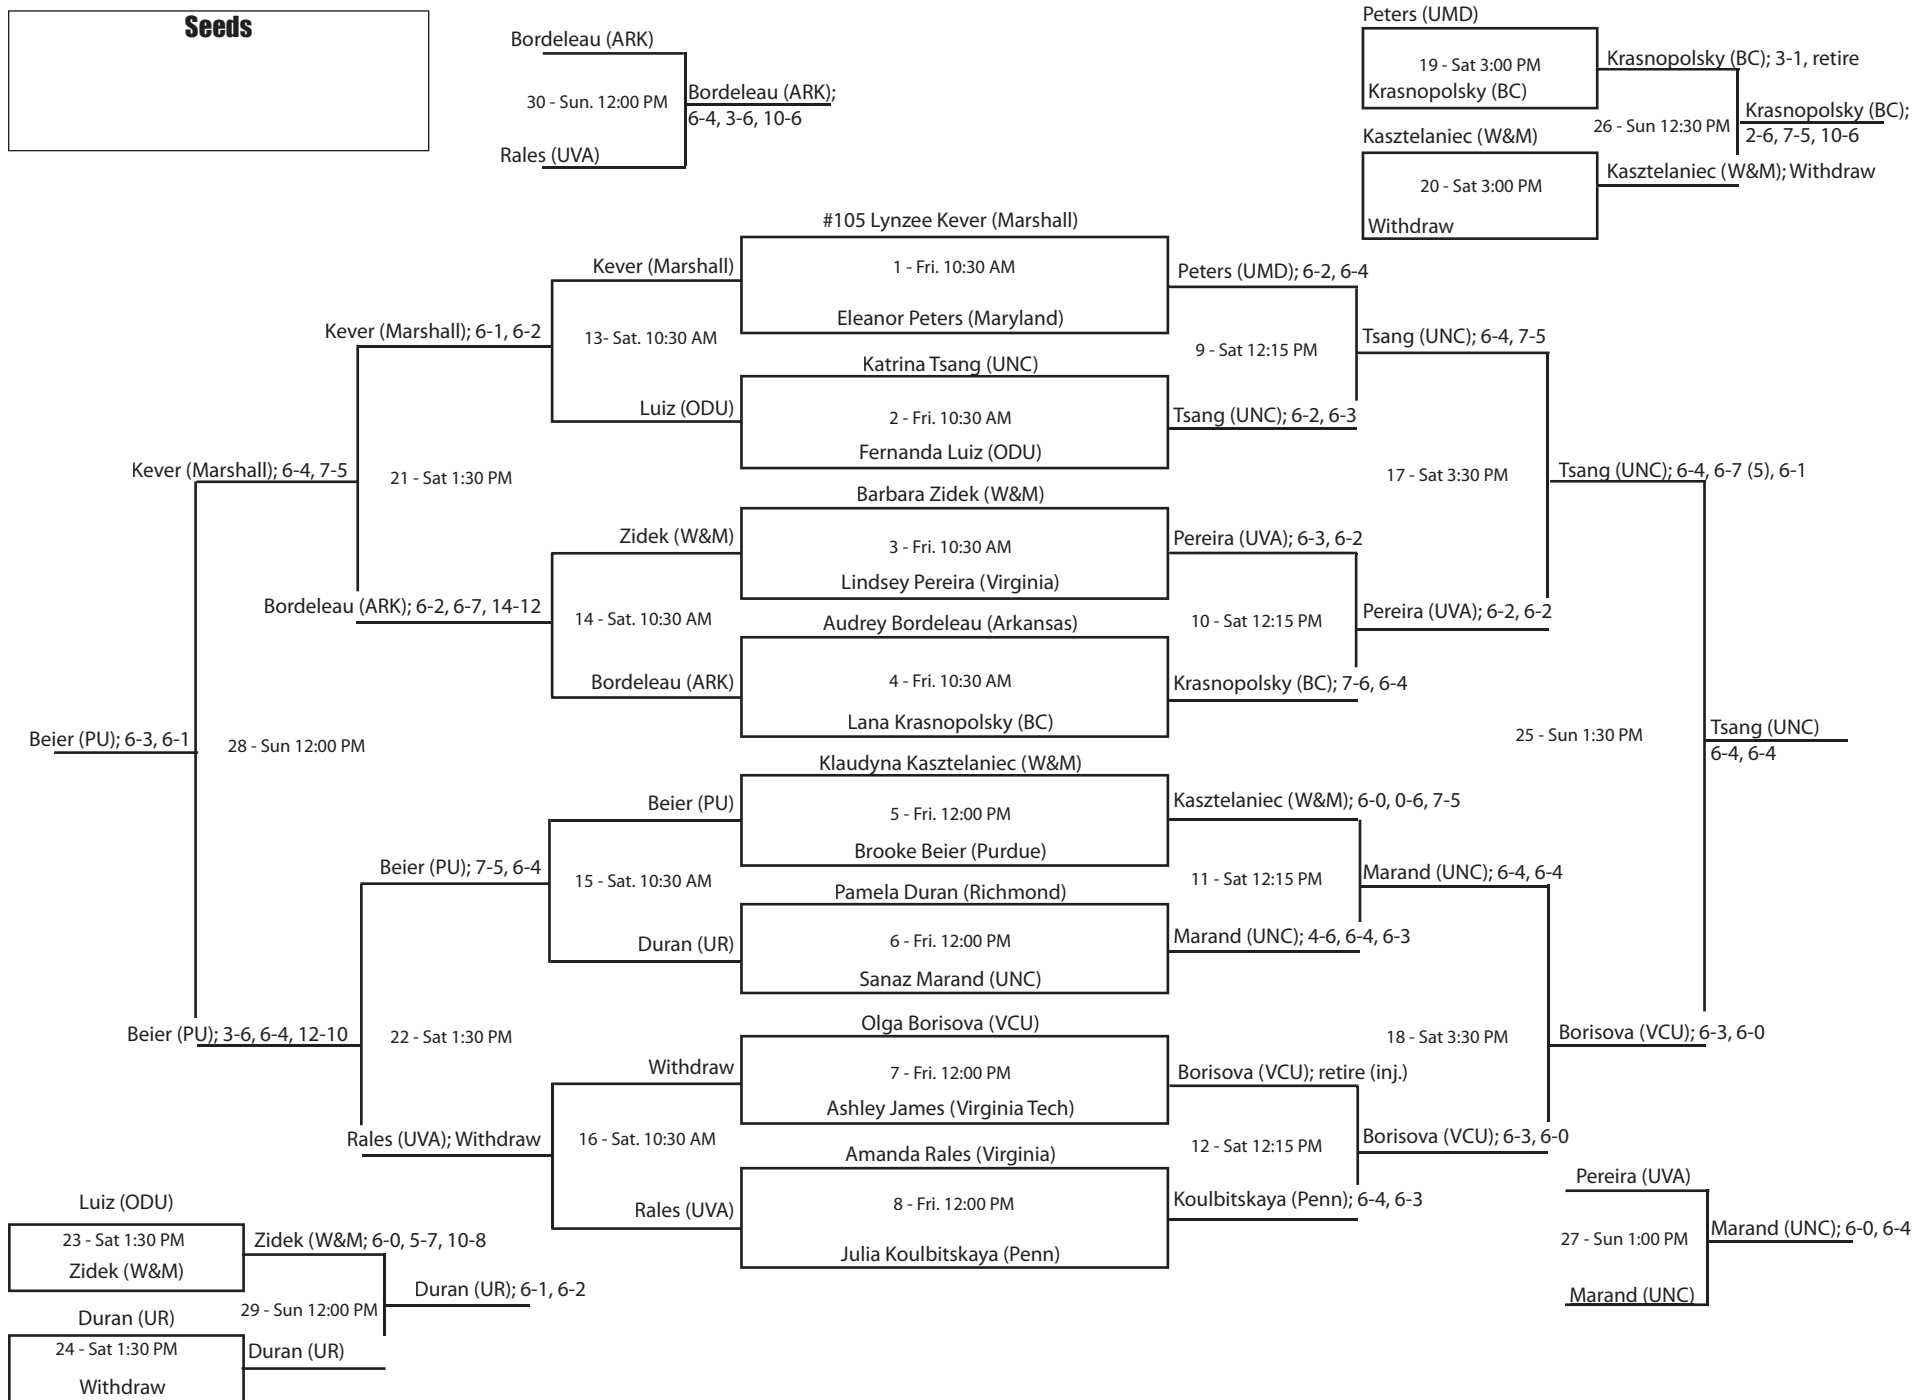 Seeds
Bordeleau (ARK)
30 - Sun. 12:00 PM
Bordeleau (ARK);
6-4, 3-6, 10-6
Rales (UVA)
Peters (UMD)
19 - Sat 3:00 PM
Krasnopolsky (BC)
Krasnopolsky (BC); 3-1, retire
26 - Sun 12:30 PM
Krasnopolsky (BC);
2-6, 7-5, 10-6
Kasztelaniec (W&M)
20 - Sat 3:00 PM
Withdraw
Kasztelaniec (W&M); Withdraw
#105 Lynzee Kever (Marshall)
1 - Fri. 10:30 AM
Eleanor Peters (Maryland)
Katrina Tsang (UNC)
2 - Fri. 10:30 AM
Fernanda Luiz (ODU)
Barbara Zidek (W&M)
3 - Fri. 10:30 AM
Lindsey Pereira (Virginia)
Audrey Bordeleau (Arkansas)
4 - Fri. 10:30 AM
Lana Krasnopolsky (BC)
Klaudyna Kasztelaniec (W&M)
5 - Fri. 12:00 PM
Brooke Beier (Purdue)
Pamela Duran (Richmond)
6 - Fri. 12:00 PM
Sanaz Marand (UNC)
Olga Borisova (VCU)
7 - Fri. 12:00 PM
Ashley James (Virginia Tech)
Amanda Rales (Virginia)
8 - Fri. 12:00 PM
Julia Koulbitskaya (Penn)
Kever (Marshall)
13- Sat. 10:30 AM
Luiz (ODU)
Zidek (W&M)
14 - Sat. 10:30 AM
Bordeleau (ARK)
Beier (PU)
15 - Sat. 10:30 AM
Duran (UR)
Withdraw
16 - Sat. 10:30 AM
Rales (UVA)
Kever (Marshall); 6-1, 6-2
21 - Sat 1:30 PM
Bordeleau (ARK); 6-2, 6-7, 14-12
Beier (PU); 7-5, 6-4
22 - Sat 1:30 PM
Rales (UVA); Withdraw
Kever (Marshall); 6-4, 7-5
28 - Sun 12:00 PM
Beier (PU); 3-6, 6-4, 12-10
Beier (PU); 6-3, 6-1
Peters (UMD); 6-2, 6-4
9 - Sat 12:15 PM
Tsang (UNC); 6-2, 6-3
Pereira (UVA); 6-3, 6-2
10 - Sat 12:15 PM
Krasnopolsky (BC); 7-6, 6-4
Kasztelaniec (W&M); 6-0, 0-6, 7-5
11 - Sat 12:15 PM
Marand (UNC); 4-6, 6-4, 6-3
Borisova (VCU); retire (inj.)
12 - Sat 12:15 PM
Koulbitskaya (Penn); 6-4, 6-3
Tsang (UNC); 6-4, 7-5
17 - Sat 3:30 PM
Pereira (UVA); 6-2, 6-2
Marand (UNC); 6-4, 6-4
18 - Sat 3:30 PM
Borisova (VCU); 6-3, 6-0
Tsang (UNC); 6-4, 6-7 (5), 6-1
25 - Sun 1:30 PM
Borisova (VCU); 6-3, 6-0
Tsang (UNC)
6-4, 6-4
Luiz (ODU)
23 - Sat 1:30 PM
Zidek (W&M)
Zidek (W&M; 6-0, 5-7, 10-8
29 - Sun 12:00 PM
Duran (UR); 6-1, 6-2
Duran (UR)
24 - Sat 1:30 PM
Withdraw
Duran (UR)
Pereira (UVA)
27 - Sun 1:00 PM
Marand (UNC); 6-0, 6-4
Marand (UNC)